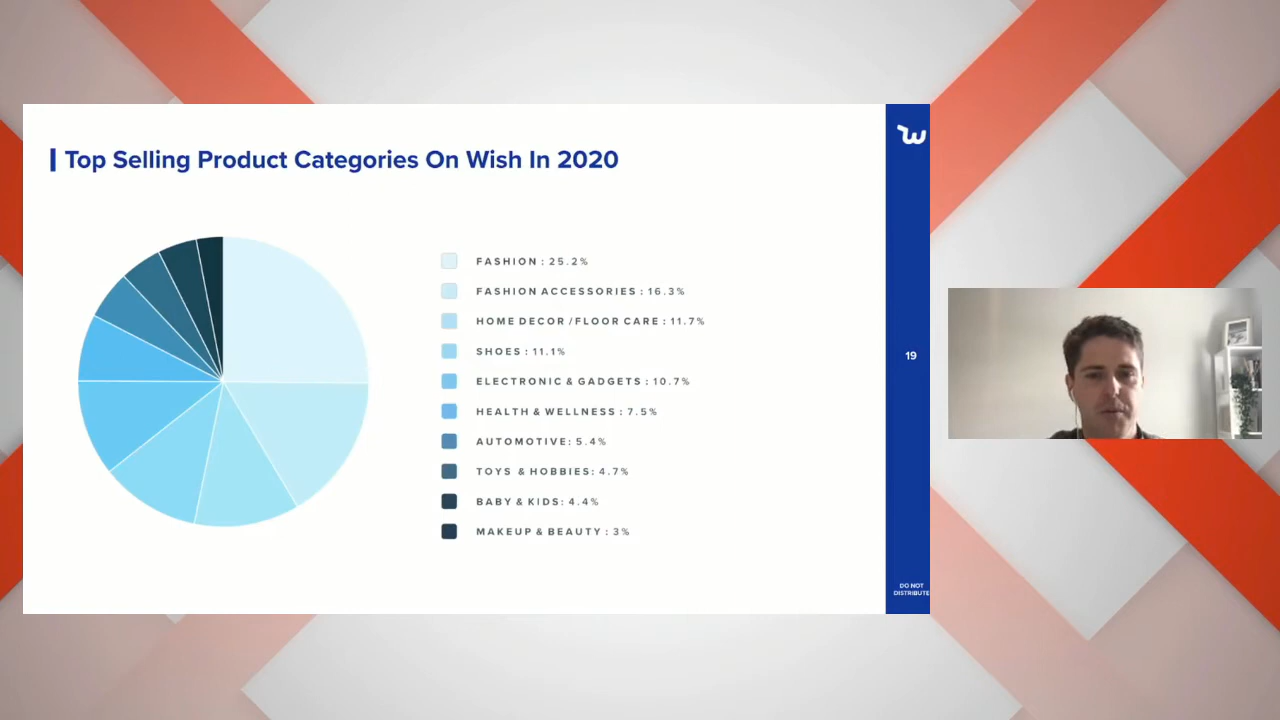 Top Selling Product Categories On Wish In 2020
FASHION : 25.2%
FASHION ACCESSORIES : 16.3%
HOME DECOR /FLOOR CARE : 11.7%
SHOES : 11.1%
ELECTRONIC & GADGETS : 10.7%
HEALTH & WELLNESS : 7.5%
AUTOMOTIVE: 5.4%
TOYS & HOBBIES: 4.7%
BABY & KIDS: 4.4%
MAKEUP & BEAUTY : 3%
w
19
DO NOT
DISTRIBUTE